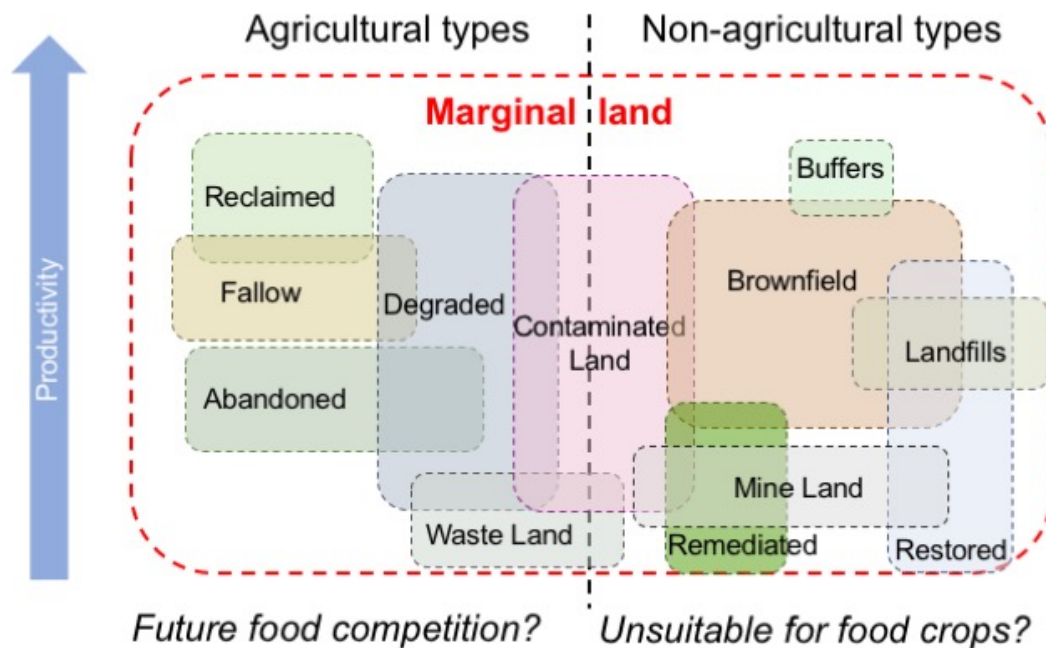 Agricultural types
Non-agricultural types
Marginal land
Productivity
Reclaimed
Fallow
Abandoned
Degraded
Contaminated
Land
Waste Land
Buffers
Brownfield
Landfills
Mine Land
Remediated
Restored
Future food competition?
Unsuitable for food crops?